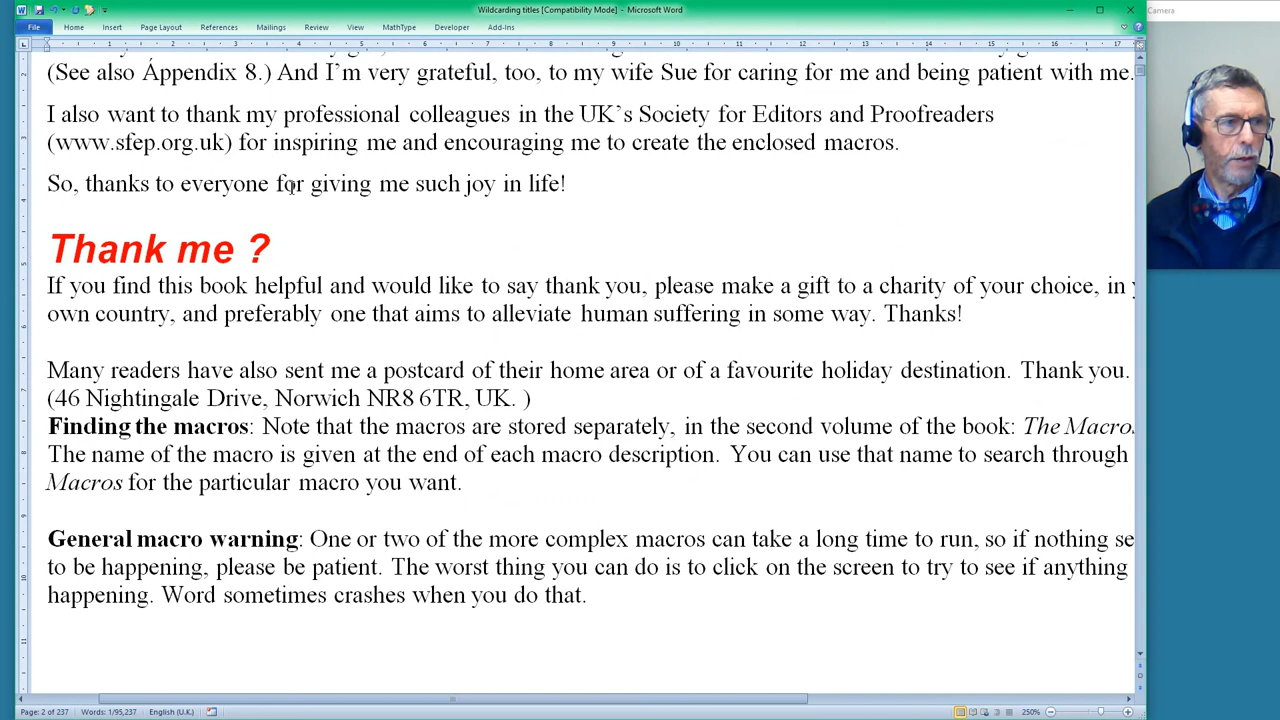 Wildcarding titles [Compatibility Mode] - Microsoft Word
Camera
File Home Insert Page Layout References Mailings Review View MathType Developer Add-Ins
(See also Appendix 8.) And I'm very grateful, too, to my wife Sue for caring for me and being patient with me.
I also want to thank my professional colleagues in the UK's Society for Editors and Proofreaders
(www.sfep.org.uk) for inspiring me and encouraging me to create the enclosed macros.
So, thanks to everyone for giving me such joy in life!
Thank me ?
If you find this book helpful and would like to say thank you, please make a gift to a charity of your choice, in
own country, and preferably one that aims to alleviate human suffering in some way. Thanks!
Many readers have also sent me a postcard of their home area or of a favourite holiday destination. Thank you.
(46 Nightingale Drive, Norwich NR8 6TR, UK. )
Finding the macros: Note that the macros are stored separately, in the second volume of the book: The Macros
The name of the macro is given at the end of each macro description. You can use that name to search through
Macros for the particular macro you want.
General macro warning: One or two of the more complex macros can take a long time to run, so if nothing se
to be happening, please be patient. The worst thing you can do is to click on the screen to try to see if anything
happening. Word sometimes crashes when you do that.
Page: 2 of 237 Words: 1/95,237 English (U.K.) 250%